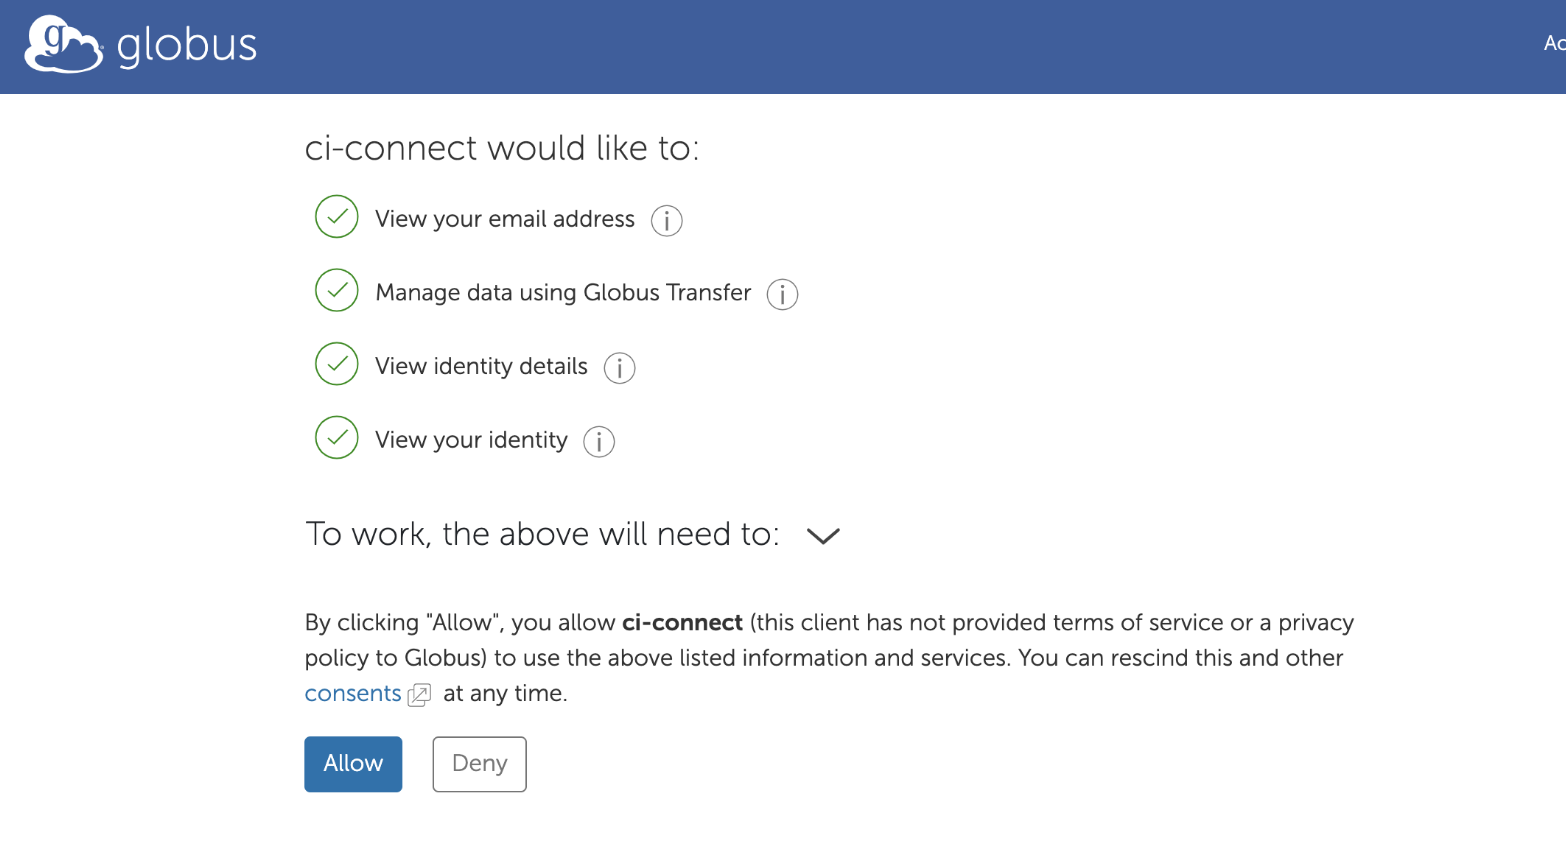 globus
Ac
ci-connect would like to:
View your email address
Manage data using Globus Transfer
View identity details
View your identity
To work, the above will need to:
By clicking "Allow", you allow ci-connect (this client has not provided terms of service or a privacy
policy to Globus) to use the above listed information and services. You can rescind this and other
consents at any time.
Allow Deny